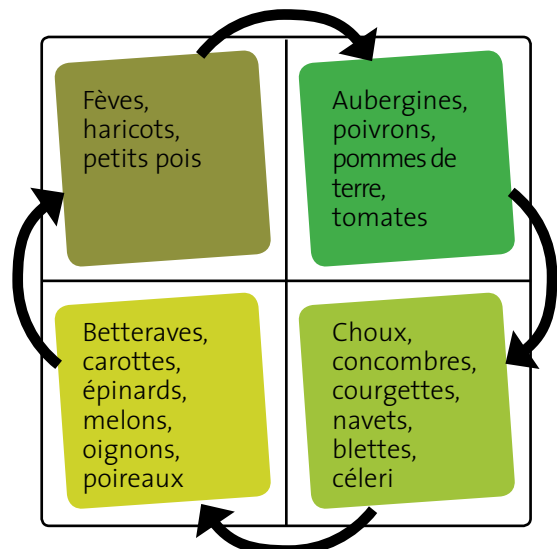 Fèves,
haricots,
petits pois
Aubergines,
poivrons,
pommes de
terre,
tomates
Betteraves,
carottes,
épinards,
melons,
oignons,
poireaux
Choux,
concombres,
courgettes,
navets,
blettes,
céleri